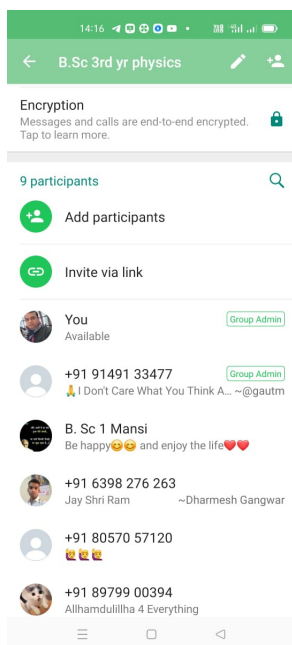 14:16
B.Sc 3rd yr physics
Encryption
Messages and calls are end-to-end encrypted.
Tap to learn more.
9 participants
Add participants
Invite via link
You
Group Admin
Available
+91 91491 33477
Group Admin
🙏I Don't Care What You Think A... ~@gautm
B. Sc 1 Mansi
Be happy😊😊 and enjoy the life❤️❤️
+91 6398 276 263
Jay Shri Ram ~Dharmesh Gangwar
+91 80570 57120
🙋🙋🙋
+91 89799 00394
Allhamdulillha 4 Everything